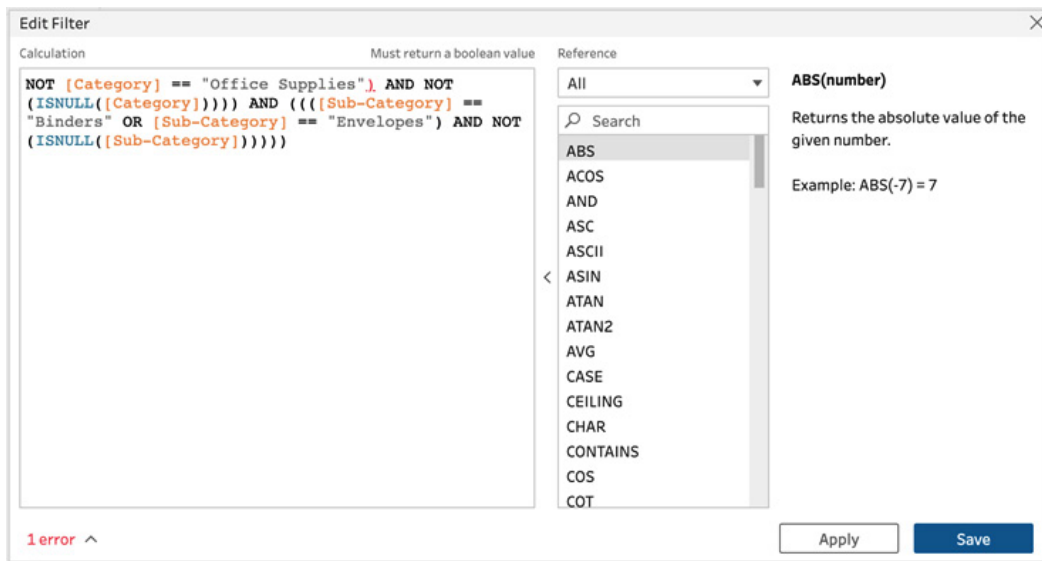 Edit Filter
Calculation
Must return a boolean value
NOT [Category] == "Office Supplies") AND NOT
(ISNULL([Category])))) AND ((([Sub-Category] ==
"Binders" OR [Sub-Category] == "Envelopes") AND NOT
(ISNULL([Sub-Category])))))
1 error
Reference
All
Search
ABS
ACOS
AND
ASC
ASCII
ASIN
ATAN
ATAN2
AVG
CASE
CEILING
CHAR
CONTAINS
COS
COT
ABS(number)
Returns the absolute value of the
given number.
Example: ABS(-7) = 7
Apply
Save